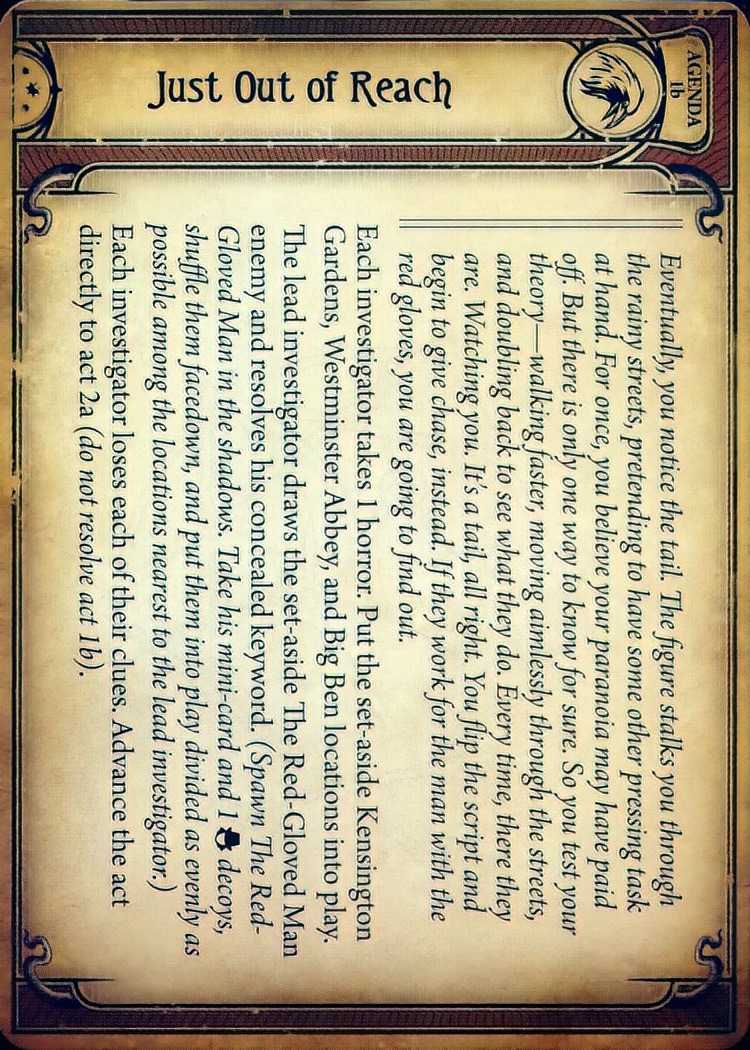 AGENDA
1b
Just Out of Reach
Eventually, you notice the tail. The figure stalks you through
the rainy streets, pretending to have some other pressing task
at hand. For once, you believe your paranoia may have paid
off. But there is only one way to know for sure. So you test your
theory—walking faster, moving aimlessly through the streets,
and doubling back to see what they do. Every time, there they
are. Watching you. It's a tail, all right. You flip the script and
begin to give chase, instead. If they work for the man with the
red gloves, you are going to find out.
Each investigator takes 1 horror. Put the set-aside Kensington
Gardens, Westminster Abbey, and Big Ben locations into play.
The lead investigator draws the set-aside The Red-Gloved Man
enemy and resolves his concealed keyword. (Spawn The Red-
Gloved Man in the shadows. Take his mini-card and 1 decoys,
shuffle them facedown, and put them into play divided as evenly as
possible among the locations nearest to the lead investigator.)
Each investigator loses each of their clues. Advance the act
directly to act 2a (do not resolve act 1b).